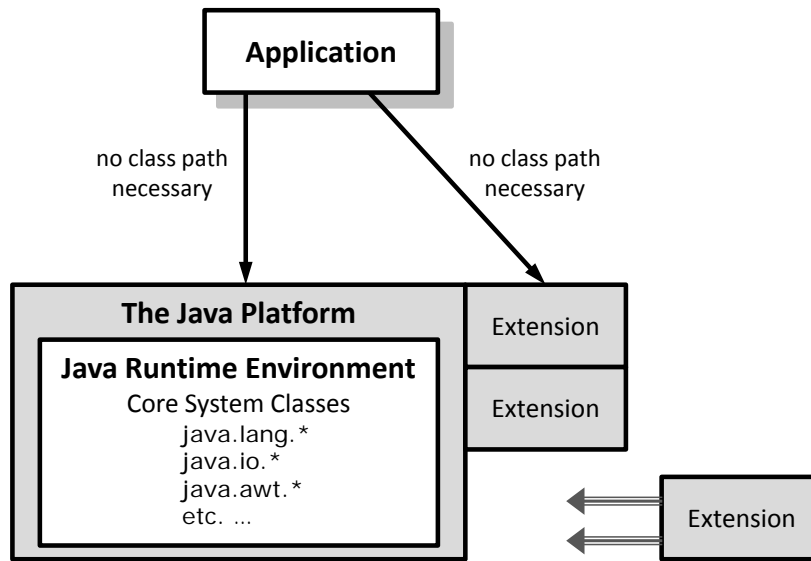 Application
no class path
necessary
no class path
necessary
The Java Platform
Java Runtime Environment
Core System Classes
java.lang.*
java.io.*
java.awt.*
etc. ...
Extension
Extension
Extension